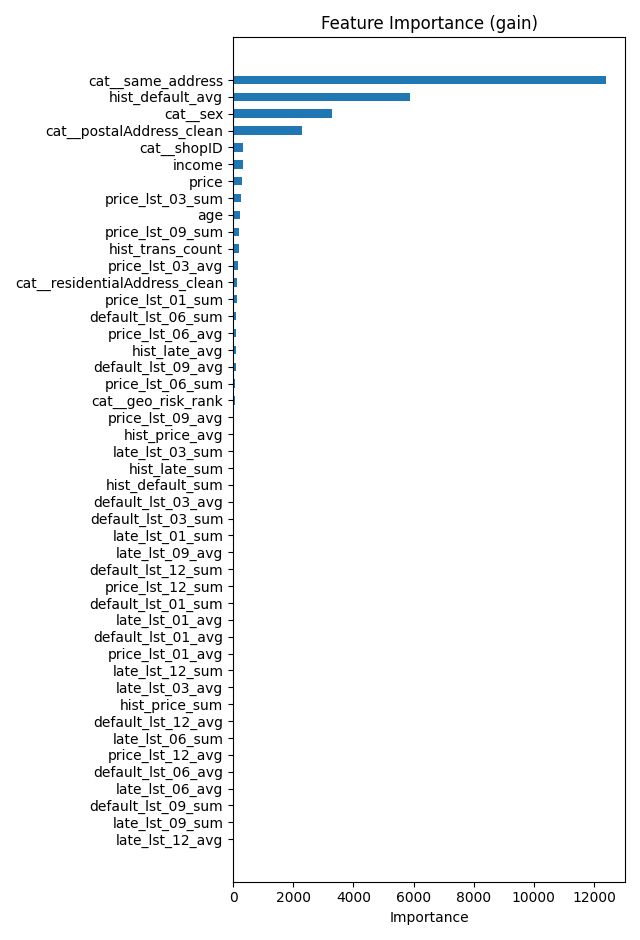 Feature Importance (gain)
cat__same_address
hist_default_avg
cat__sex
cat__postalAddress_clean
cat__shopID
income
price
price_lst_03_sum
age
price_lst_09_sum
hist_trans_count
price_lst_03_avg
cat__residentialAddress_clean
price_lst_01_sum
default_lst_06_sum
price_lst_06_avg
hist_late_avg
default_lst_09_avg
price_lst_06_sum
cat__geo_risk_rank
price_lst_09_avg
hist_price_avg
late_lst_03_sum
hist_late_sum
hist_default_sum
default_lst_03_avg
default_lst_03_sum
late_lst_01_sum
late_lst_09_avg
default_lst_12_sum
price_lst_12_sum
default_lst_01_sum
late_lst_01_avg
default_lst_01_avg
price_lst_01_avg
late_lst_12_sum
late_lst_03_avg
hist_price_sum
default_lst_12_avg
late_lst_06_sum
price_lst_12_avg
default_lst_06_avg
late_lst_06_avg
default_lst_09_sum
late_lst_09_sum
late_lst_12_avg
0 2000 4000 6000 8000 10000 12000
Importance